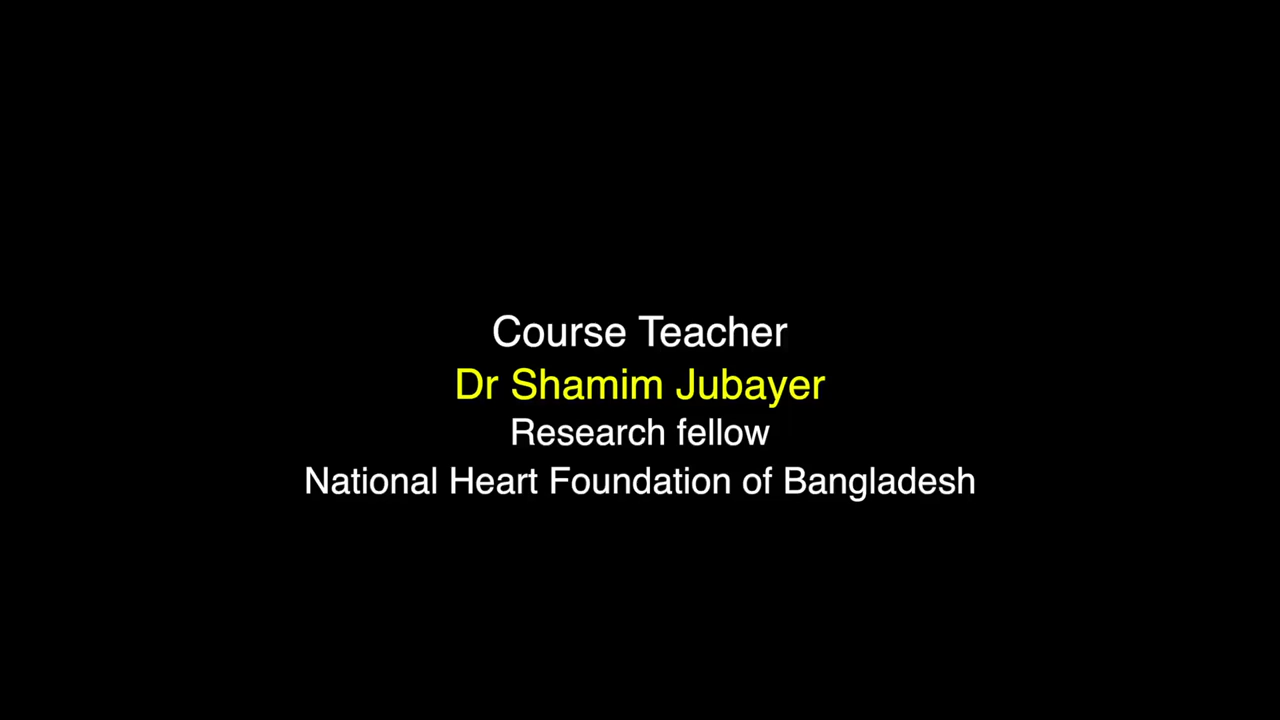 Course Teacher
Dr Shamim Jubayer
Research fellow
National Heart Foundation of Bangladesh